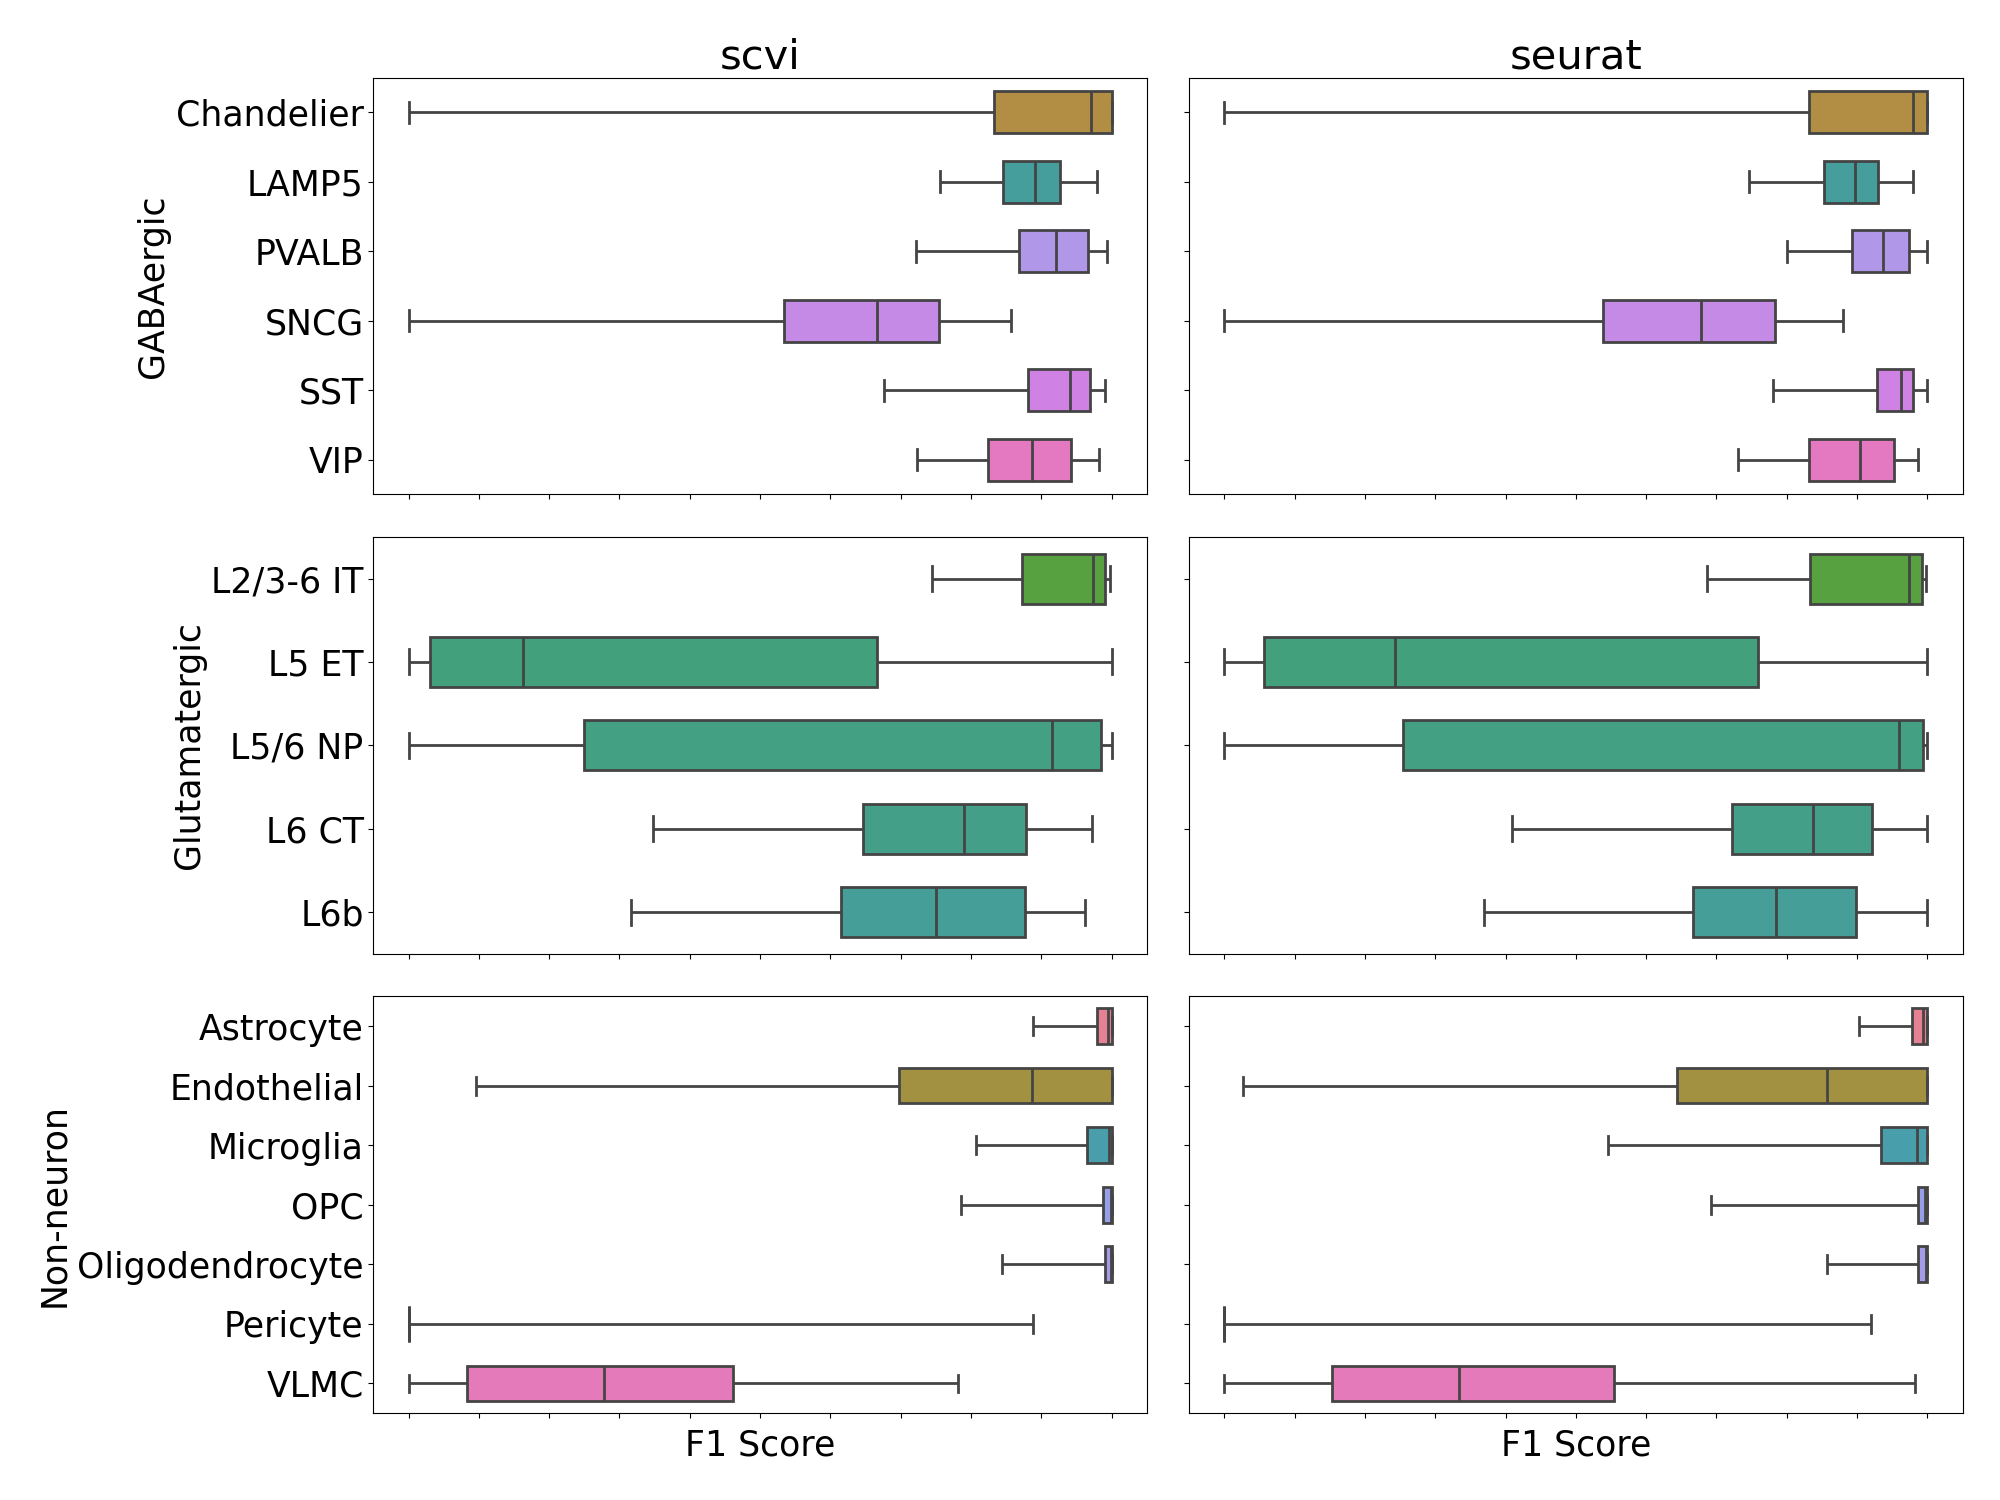 scvi
seurat
GABAergic
Chandelier
LAMP5
PVALB
SNCG
SST
VIP
Glutamatergic
L2/3-6 IT
L5 ET
L5/6 NP
L6 CT
L6b
Non-neuron
Astrocyte
Endothelial
Microglia
OPC
Oligodendrocyte
Pericyte
VLMC
F1 Score
F1 Score